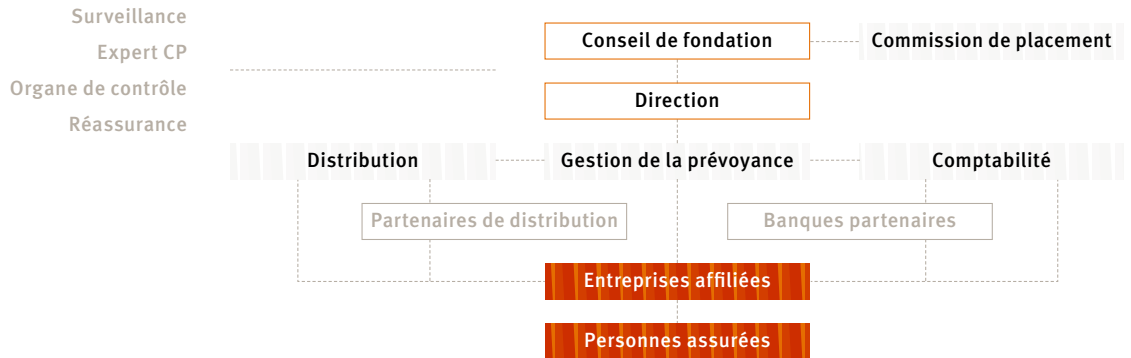 Surveillance
Expert CP
Organe de contrôle
Réassurance
Conseil de fondation
Commission de placement
Direction
Distribution
Gestion de la prévoyance
Comptabilité
Partenaires de distribution
Banques partenaires
Entreprises affiliées
Personnes assurées